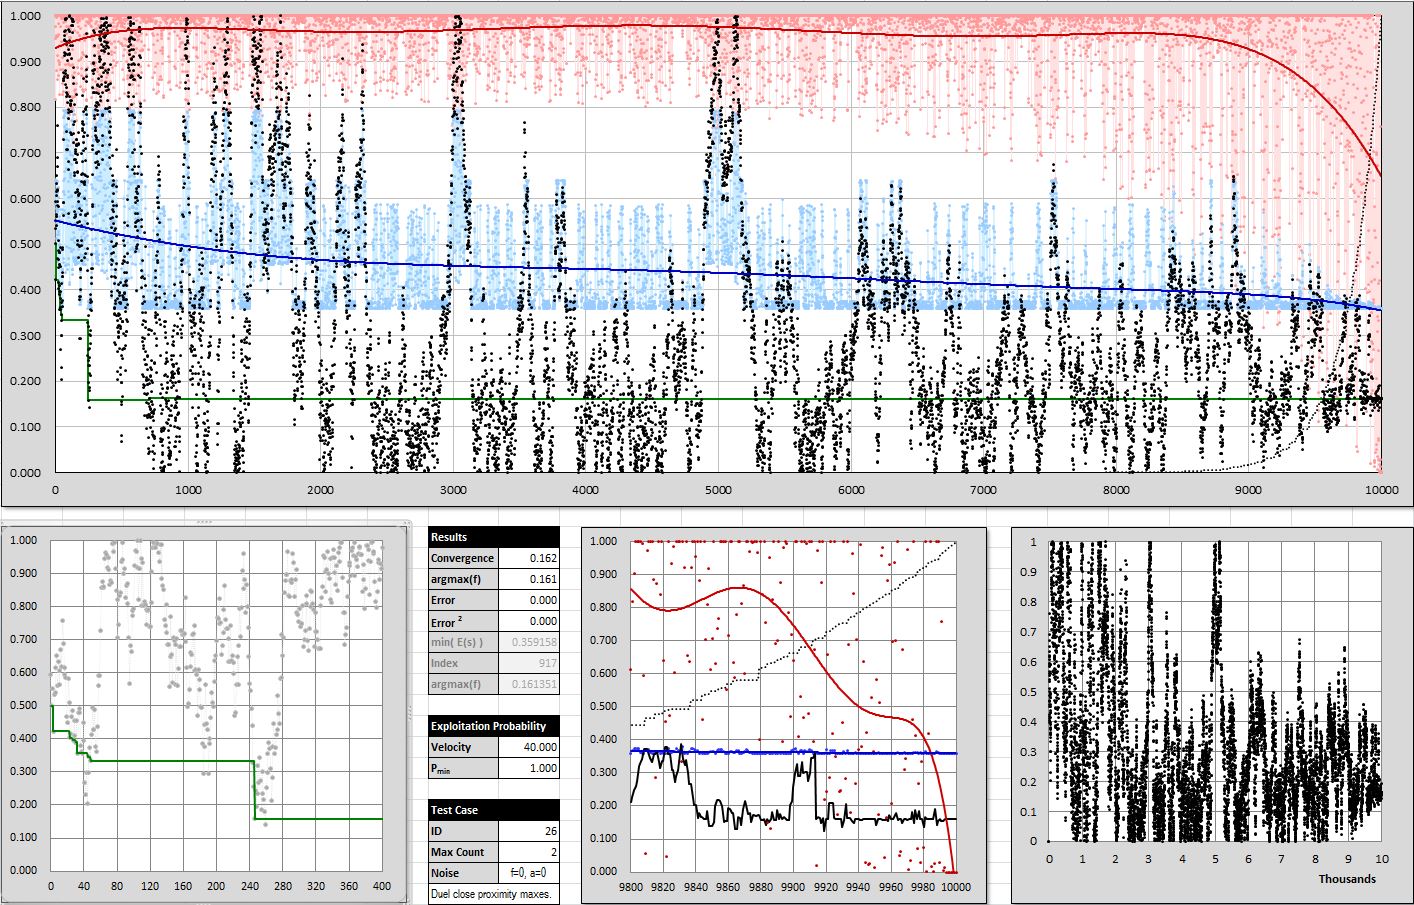 1.000
0.900
0.800
0.700
0.600
0.500
0.400
0.300
0.200
0.100
0.000
0 1000 2000 3000 4000 5000 6000 7000 8000 9000 10000
1.000
0.900
0.800
0.700
0.600
0.500
0.400
0.300
0.200
0.100
0.000
0 40 80 120 160 200 240 280 320 360 400
Results
Convergence 0.162
argmax(f) 0.161
Error 0.000
Error ² 0.000
min( E(s) ) 0.359158
Index 917
argmax(f) 0.161351
Exploitation Probability
Velocity 40.000
Pmin 1.000
Test Case
ID 26
Max Count 2
Noise f=0, a=0
Duel close proximity maxes.
1.000
0.900
0.800
0.700
0.600
0.500
0.400
0.300
0.200
0.100
0.000
9800 9820 9840 9860 9880 9900 9920 9940 9960 9980 10000
1
0.9
0.8
0.7
0.6
0.5
0.4
0.3
0.2
0.1
0
0 1 2 3 4 5 6 7 8 9 10
Thousands